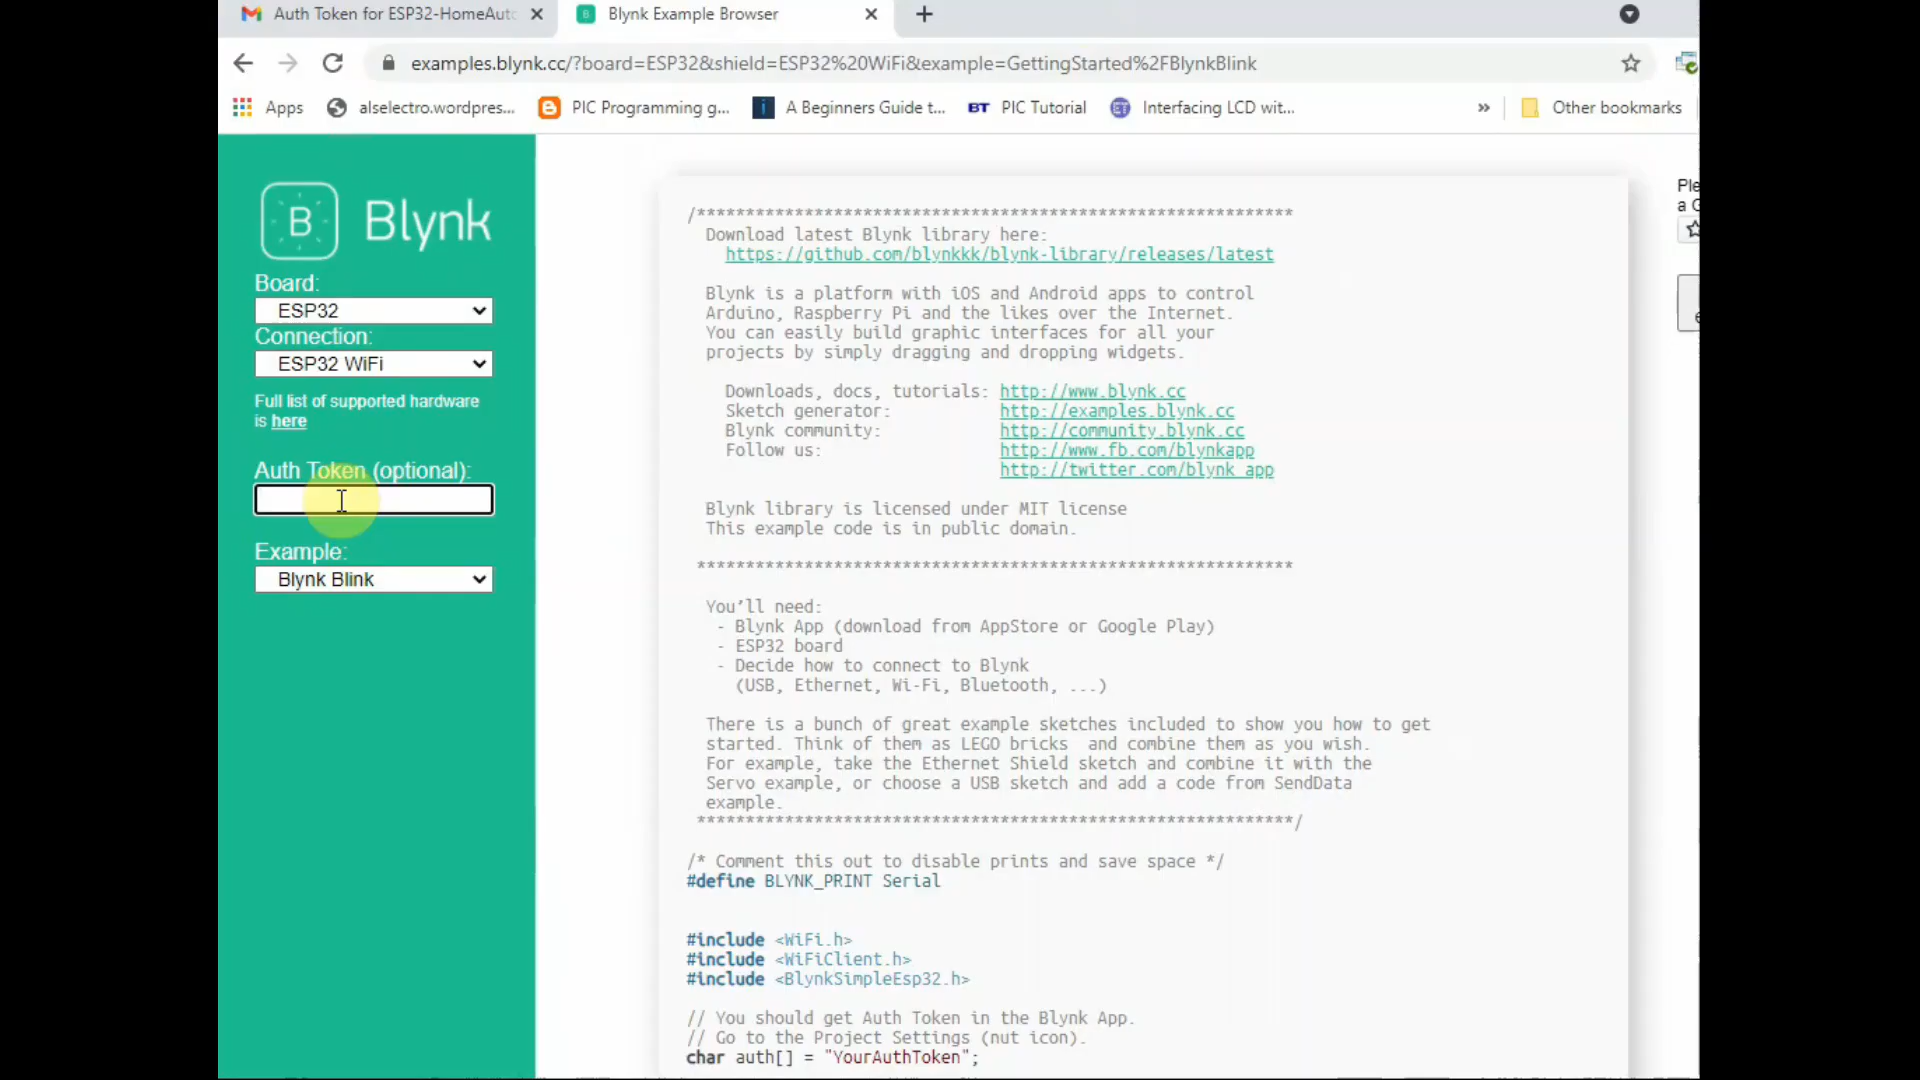 Auth Token for ESP32-HomeAuto
Blynk Example Browser
examples.blynk.cc/?board=ESP32&shield=ESP32%20WiFi&example=GettingStarted%2FBlynkBlink
Apps
alselectro.wordpres...
PIC Programming g...
A Beginners Guide t...
BT PIC Tutorial
ET Interfacing LCD wit...
»
Other bookmarks
B Blynk
Board:
ESP32
Connection:
ESP32 WiFi
Full list of supported hardware
is here
Auth Token (optional):
Example:
Blynk Blink
/*************************************************************
Download latest Blynk library here:
https://github.com/blynkkk/blynk-library/releases/latest
Blynk is a platform with iOS and Android apps to control
Arduino, Raspberry Pi and the likes over the Internet.
You can easily build graphic interfaces for all your
projects by simply dragging and dropping widgets.
Downloads, docs, tutorials: http://www.blynk.cc
Sketch generator: http://examples.blynk.cc
Blynk community: http://community.blynk.cc
Follow us: http://www.fb.com/blynkapp
http://twitter.com/blynk_app
Blynk library is licensed under MIT license
This example code is in public domain.
*************************************************************
You’ll need:
- Blynk App (download from AppStore or Google Play)
- ESP32 board
- Decide how to connect to Blynk
(USB, Ethernet, Wi-Fi, Bluetooth, ...)
There is a bunch of great example sketches included to show you how to get
started. Think of them as LEGO bricks and combine them as you wish.
For example, take the Ethernet Shield sketch and combine it with the
Servo example, or choose a USB sketch and add a code from SendData
example.
*************************************************************/
/* Comment this out to disable prints and save space */
#define BLYNK_PRINT Serial
#include <WiFi.h>
#include <WiFiClient.h>
#include <BlynkSimpleEsp32.h>
// You should get Auth Token in the Blynk App.
// Go to the Project Settings (nut icon).
char auth[] = "YourAuthToken";
Ple
a G